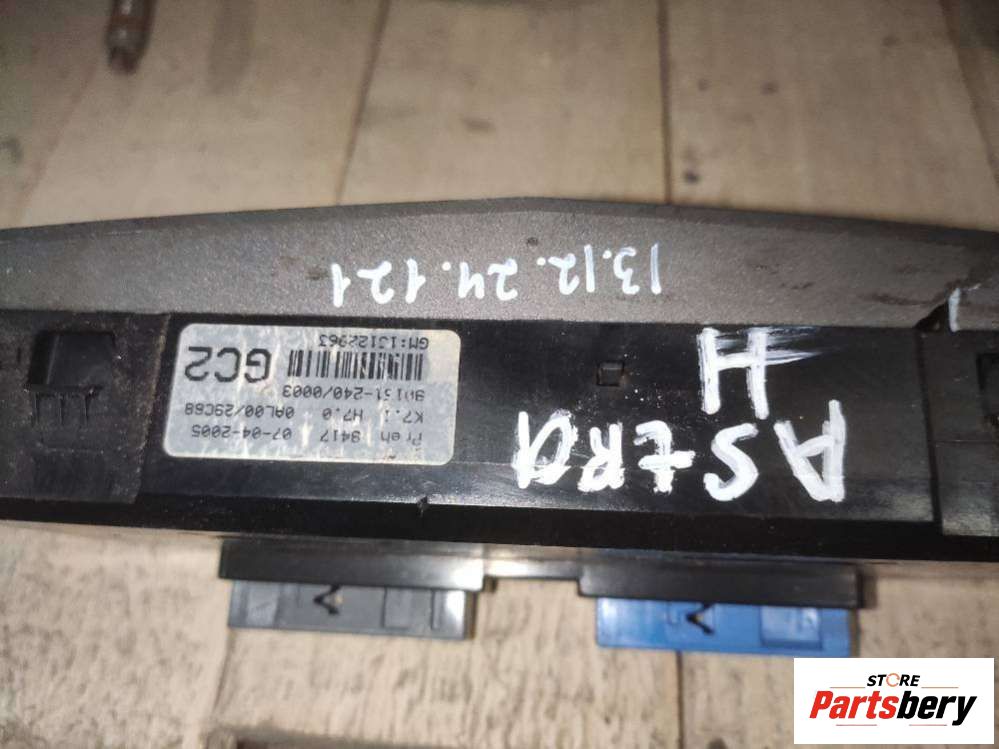 13.12.24.121
ASTRA
H
Preh 8417 07-04-2005
K7.1 H7.0 0AL00/29C68
90151-240/0003
GC2
GM:13122963
STORE
Partsbery